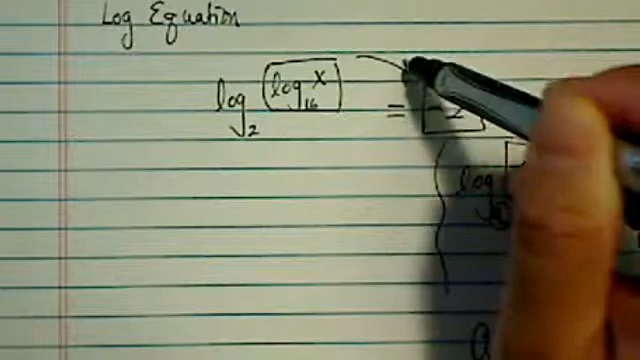 Log Equation
log₂(log₁₆ x) = -2
log
a